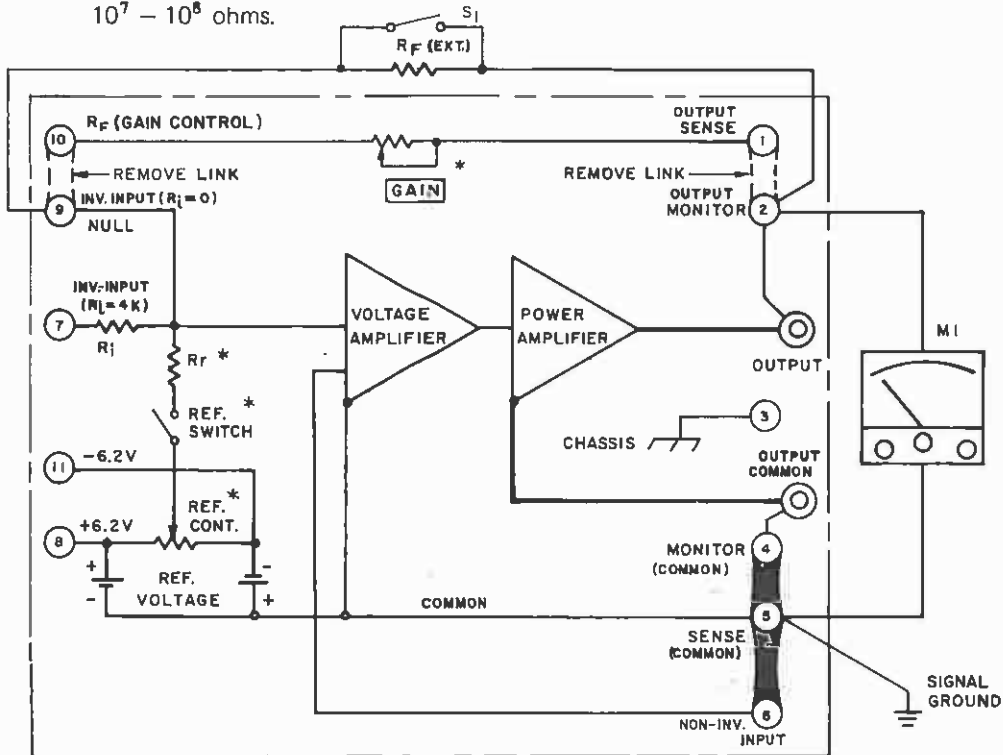 10⁷ – 10⁸ ohms.
S1
RF (EXT.)
RF (GAIN CONTROL)
OUTPUT
SENSE
10
1
*
REMOVE LINK
GAIN
REMOVE LINK
9
INV. INPUT (Ri=0)
NULL
OUTPUT
MONITOR
2
INV.-INPUT
(Ri=4K)
7
Ri
VOLTAGE
AMPLIFIER
POWER
AMPLIFIER
M1
Rr *
OUTPUT
REF. *
SWITCH
3
CHASSIS
11
-6.2V
OUTPUT
COMMON
8
+6.2V
REF. *
CONT.
4
MONITOR
(COMMON)
+
-
REF.
VOLTAGE
-
+
COMMON
5
SENSE
(COMMON)
SIGNAL
GROUND
6
NON-INV.
INPUT